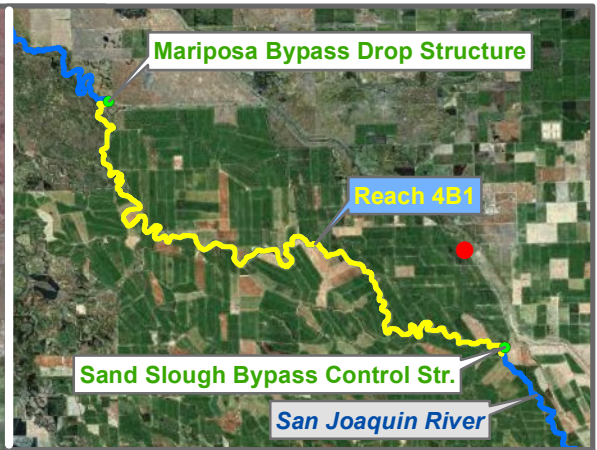 Mariposa Bypass Drop Structure
Reach 4B1
Sand Slough Bypass Control Str.
San Joaquin River